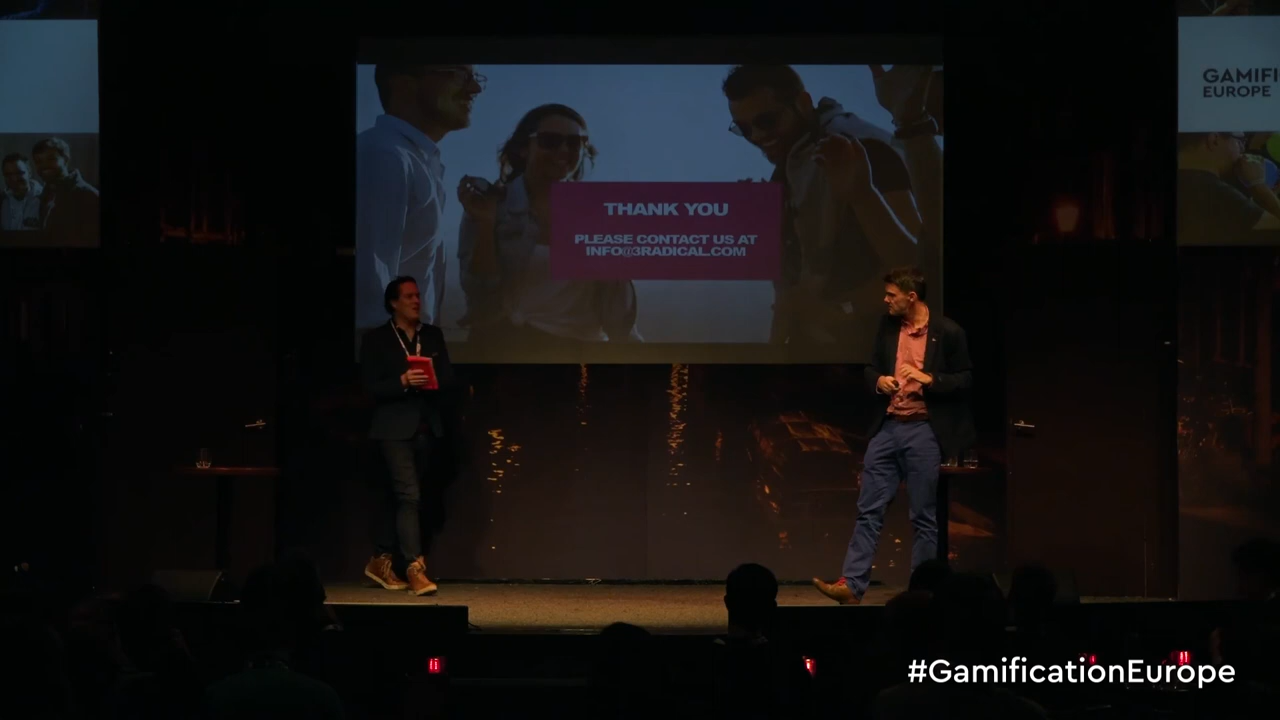 GAMIFI
EUROPE
THANK YOU
PLEASE CONTACT US AT
INFO@3RADICAL.COM
#GamificationEurope